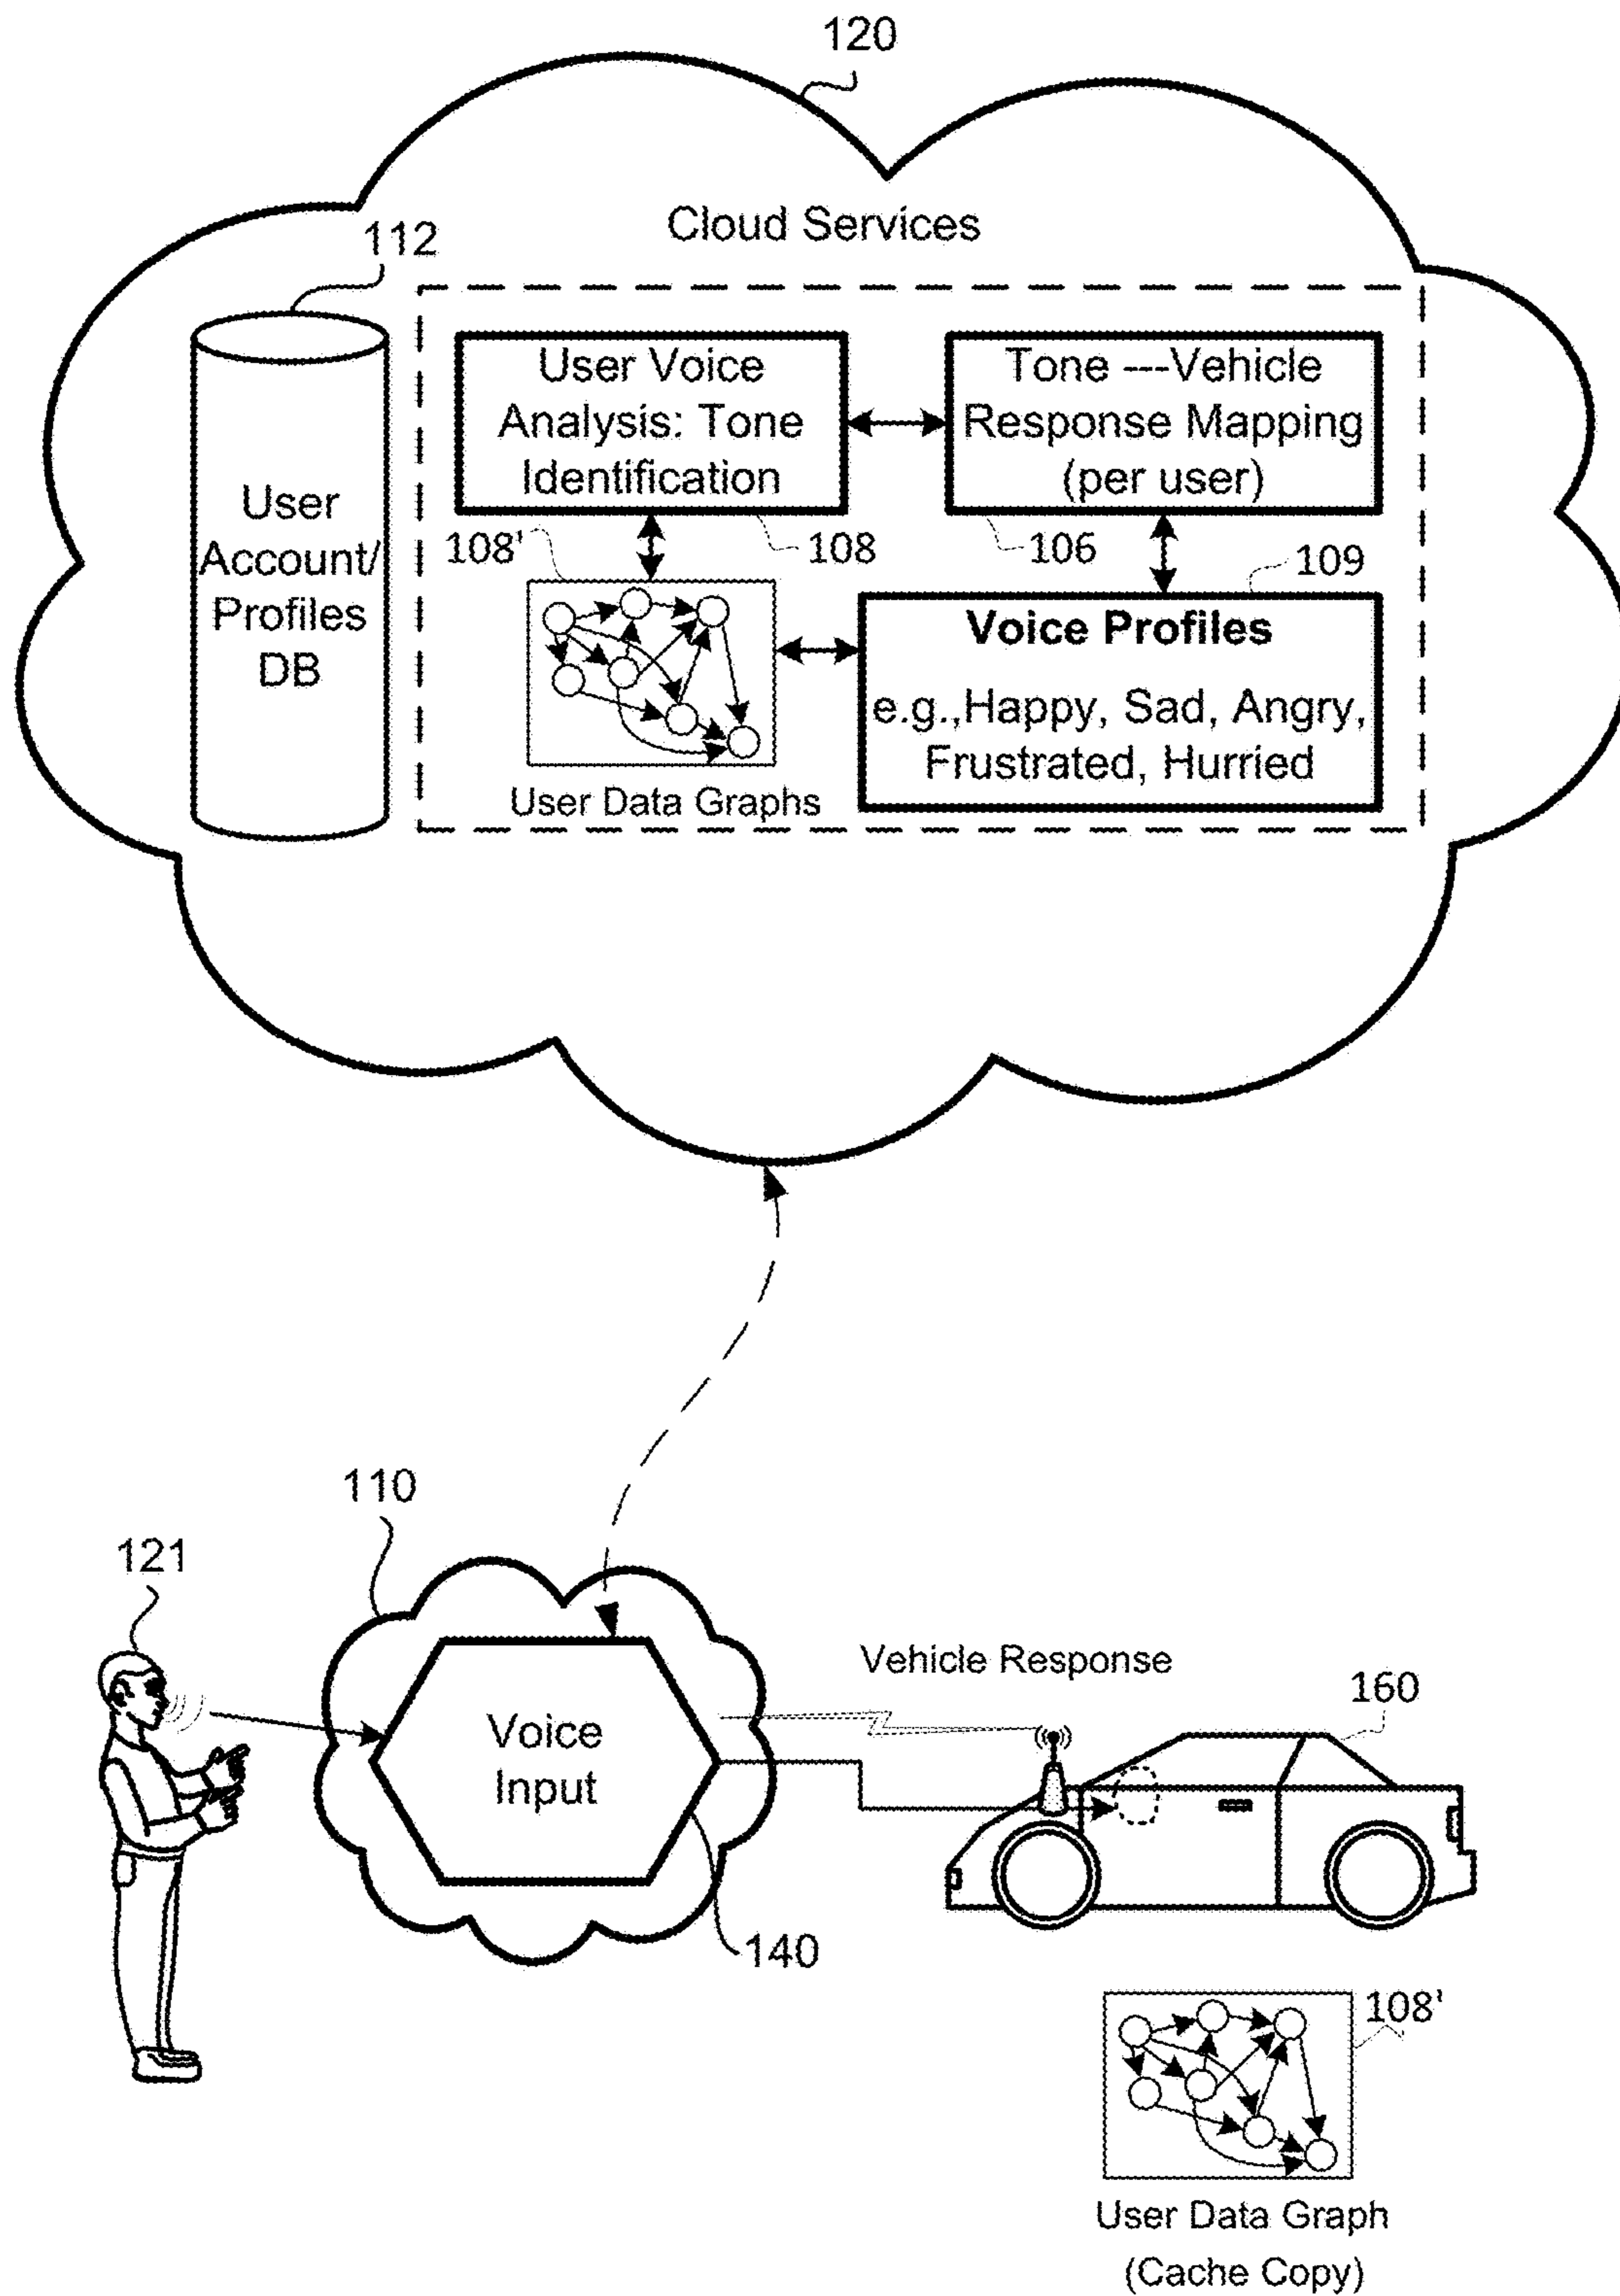 120
Cloud Services
112
User
Account/
Profiles
DB
User Voice
Analysis: Tone
Identification
Tone ---Vehicle
Response Mapping
(per user)
108'
108
106
109
Voice Profiles
e.g.,Happy, Sad, Angry,
Frustrated, Hurried
User Data Graphs
110
121
Voice
Input
140
Vehicle Response
160
108'
User Data Graph
(Cache Copy)